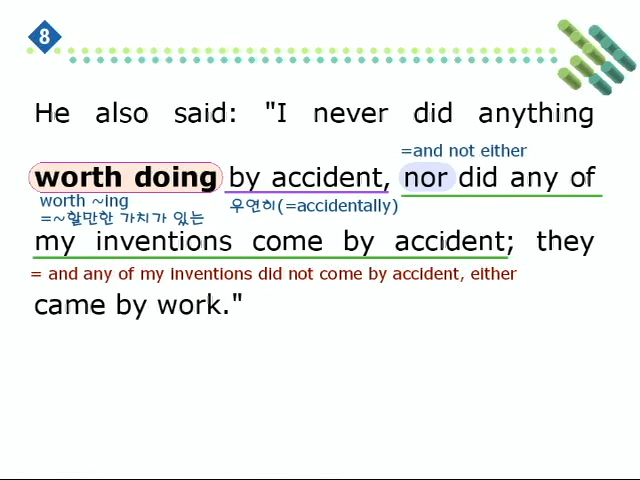 8
He also said: "I never did anything
=and not either
worth doing by accident, nor did any of
worth ~ing
우연히(=accidentally)
=~할만한 가치가 있는
my inventions come by accident; they
= and any of my inventions did not come by accident, either
came by work."